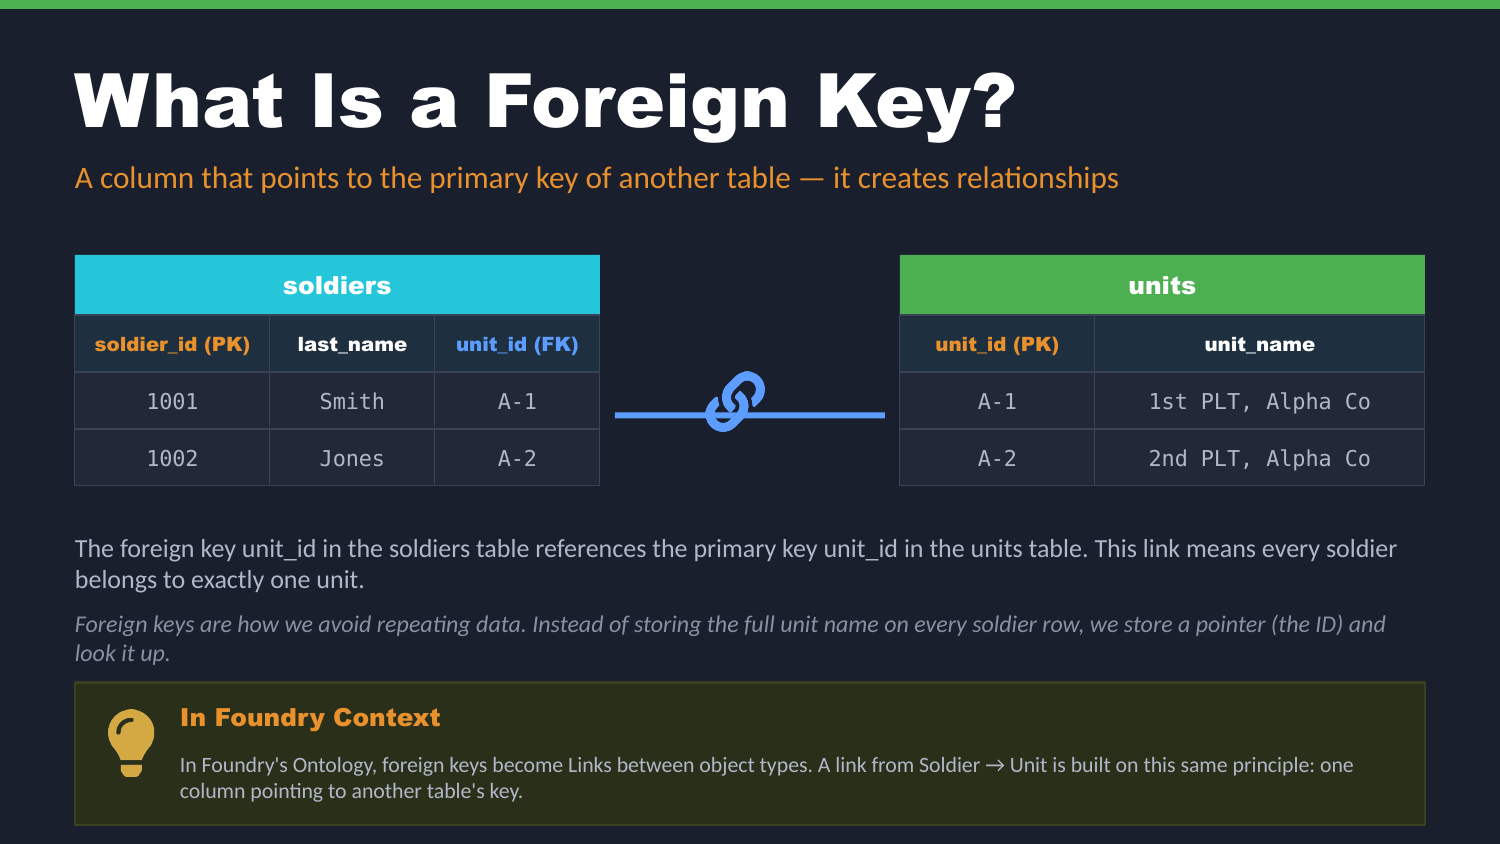 What Is a Foreign Key?
A column that points to the primary key of another table — it creates relationships
soldiers
soldier_id (PK) last_name unit_id (FK)
1001 Smith A-1
1002 Jones A-2
units
unit_id (PK) unit_name
A-1 1st PLT, Alpha Co
A-2 2nd PLT, Alpha Co
The foreign key unit_id in the soldiers table references the primary key unit_id in the units table. This link means every soldier
belongs to exactly one unit.
Foreign keys are how we avoid repeating data. Instead of storing the full unit name on every soldier row, we store a pointer (the ID) and
look it up.
In Foundry Context
In Foundry's Ontology, foreign keys become Links between object types. A link from Soldier → Unit is built on this same principle: one
column pointing to another table's key.